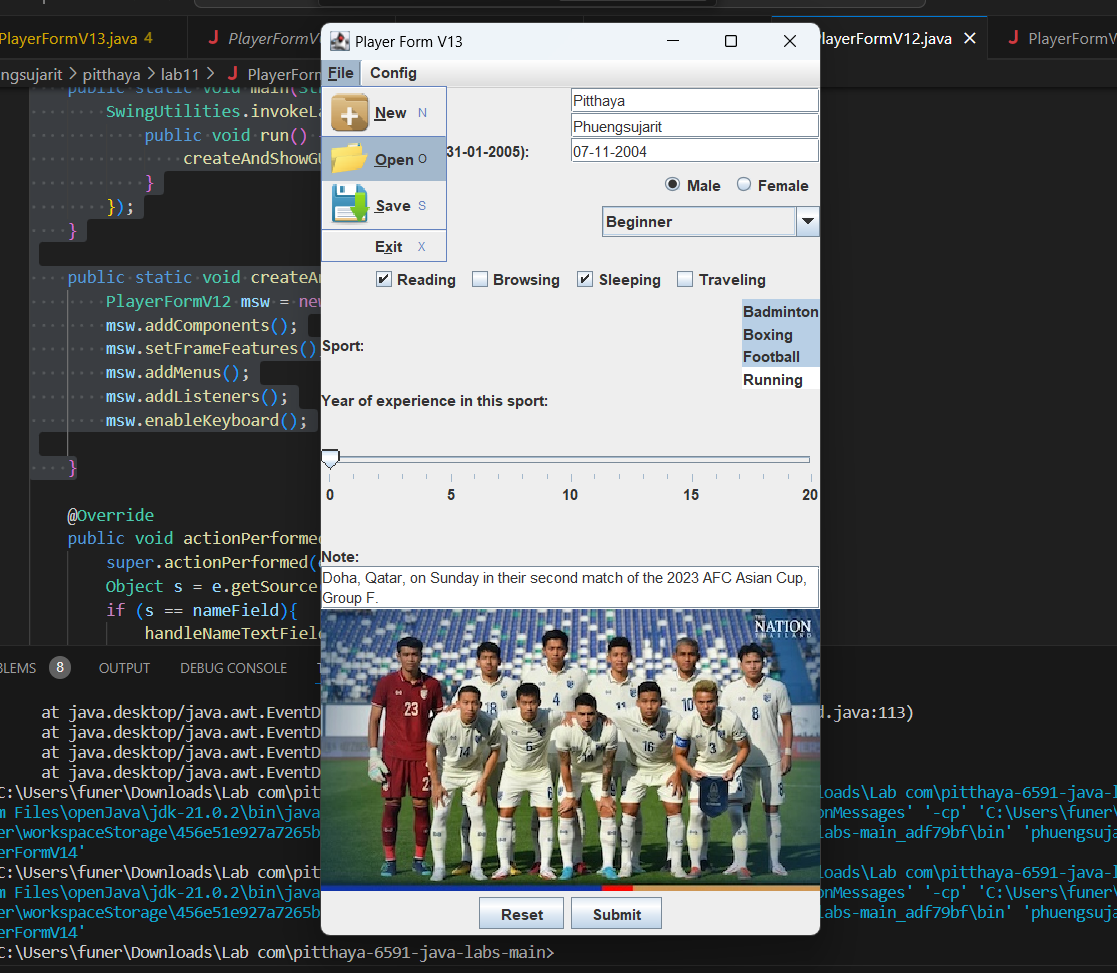 PlayerFormV13.java 4
J PlayerFormV
PlayerFormV12.java ×
J PlayerFormV
ngsujarit > pitthaya > lab11 > J PlayerForm
public static void main(St
SwingUtilities.invokeLa
public void run()
createAndShowGU
}
});
}
public static void createAn
PlayerFormV12 msw = new
msw.addComponents();
msw.setFrameFeatures()
msw.addMenus();
msw.addListeners();
msw.enableKeyboard();
}
@Override
public void actionPerformed
super.actionPerformed(
Object s = e.getSource
if (s == nameField){
handleNameTextField
BLEMS 8 OUTPUT DEBUG CONSOLE
at java.desktop/java.awt.EventD
d.java:113)
at java.desktop/java.awt.EventD
at java.desktop/java.awt.EventD
at java.desktop/java.awt.EventD
C:\Users\funer\Downloads\Lab com\pitt
loads\Lab com\pitthaya-6591-java-l
m Files\openJava\jdk-21.0.2\bin\java
onMessages' '-cp' 'C:\Users\funer\
er\workspaceStorage\456e51e927a7265b
labs-main_adf79bf\bin' 'phuengsuja
erFormV14'
C:\Users\funer\Downloads\Lab com\pitt
loads\Lab com\pitthaya-6591-java-l
m Files\openJava\jdk-21.0.2\bin\java
onMessages' '-cp' 'C:\Users\funer\
er\workspaceStorage\456e51e927a7265b
labs-main_adf79bf\bin' 'phuengsuja
erFormV14'
C:\Users\funer\Downloads\Lab com\pitthaya-6591-java-labs-main>
Player Form V13
File Config
New N
Open O
Save S
Exit X
Pitthaya
Phuengsujarit
31-01-2005): 07-11-2004
Male Female
Beginner
Reading Browsing Sleeping Traveling
Sport:
Badminton
Boxing
Football
Running
Year of experience in this sport:
0 5 10 15 20
Note:
Doha, Qatar, on Sunday in their second match of the 2023 AFC Asian Cup,
Group F.
THE NATION
THAILAND
23
11
10
8
14
6
16
3
Reset Submit